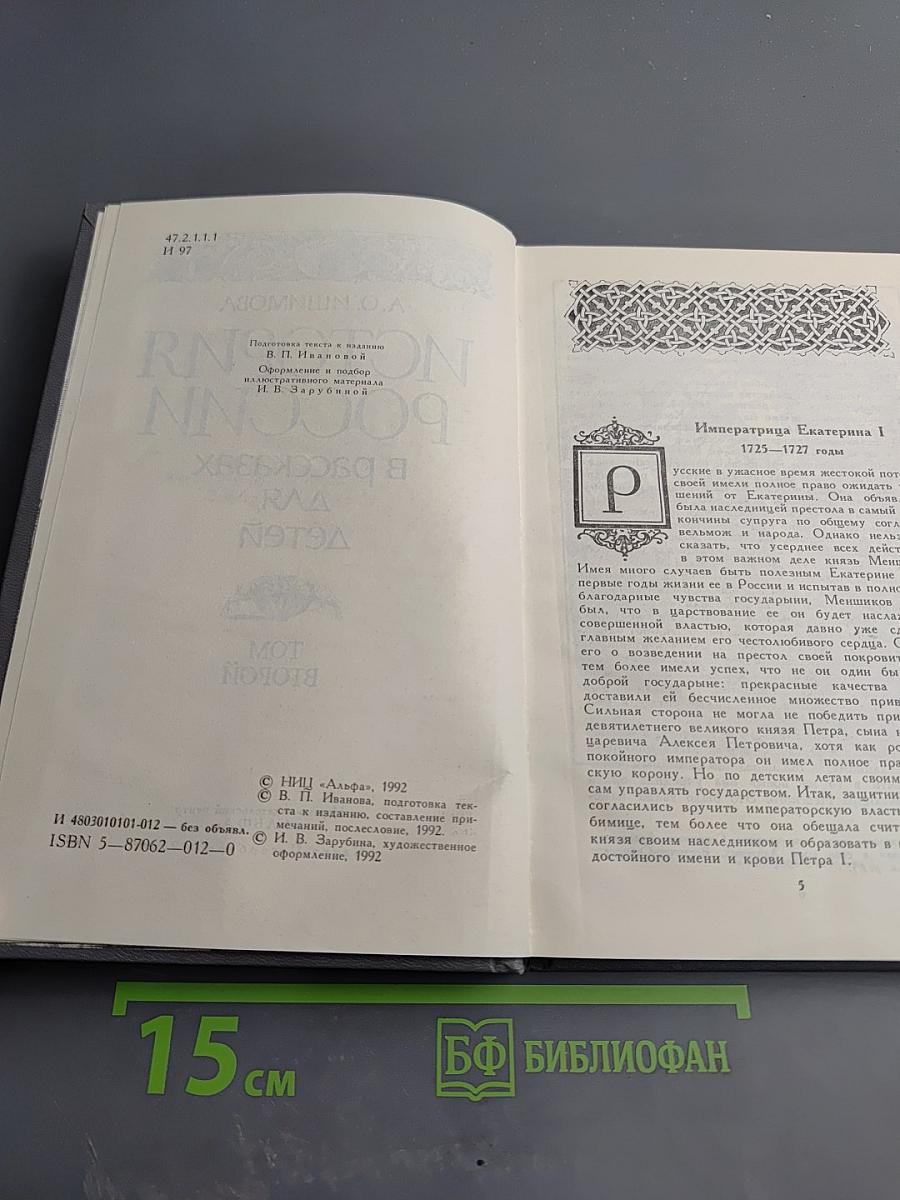 47.2.1.1.1
И 97
А. О. ИШИМОВА
ИСТОРИЯ
РОССИИ
в рассказах
для
детей
ТОМ
ВТОРОЙ
Подготовка текста к изданию
В. П. Ивановой
Оформление и подбор
иллюстративного материала
И. В. Зарубиной
© НИЦ «Альфа», 1992
© В. П. Иванова, подготовка тек-
ста к изданию, составление при-
мечаний, послесловие, 1992.
© И. В. Зарубина, художественное
оформление, 1992
И 4803010101-012 — без объявл.
ISBN 5—87062—012—0
Императрица Екатерина I
1725—1727 годы
Русские в ужасное время жестокой
своей имели полное право ожидать
шений от Екатерины. Она
была наследницей престола в самый
кончины супруга по общему
вельмож и народа. Однако
сказать, что усерднее всех
в этом важном деле князь
Имея много случаев быть полезным Екатерине
первые годы жизни ее в России и испытав в
благодарные чувства государыни, Меншиков
был, что в царствование ее он будет
совершенной властью, которая давно уже
главным желанием его честолюбивого сердца.
его о возведении на престол своей
тем более имели успех, что не он один
доброй государыне: прекрасные качества
доставили ей бесчисленное множество
Сильная сторона не могла не победить
девятилетнего великого князя Петра, сына
царевича Алексея Петровича, хотя как
покойного императора он имел полное
скую корону. Но по детским летам своим
сам управлять государством. Итак,
согласились вручить императорскую
бимице, тем более что она обещала
князя своим наследником и образовать в
достойного имени и крови Петра I.
5
15 см
БФ БИБЛИОФАН